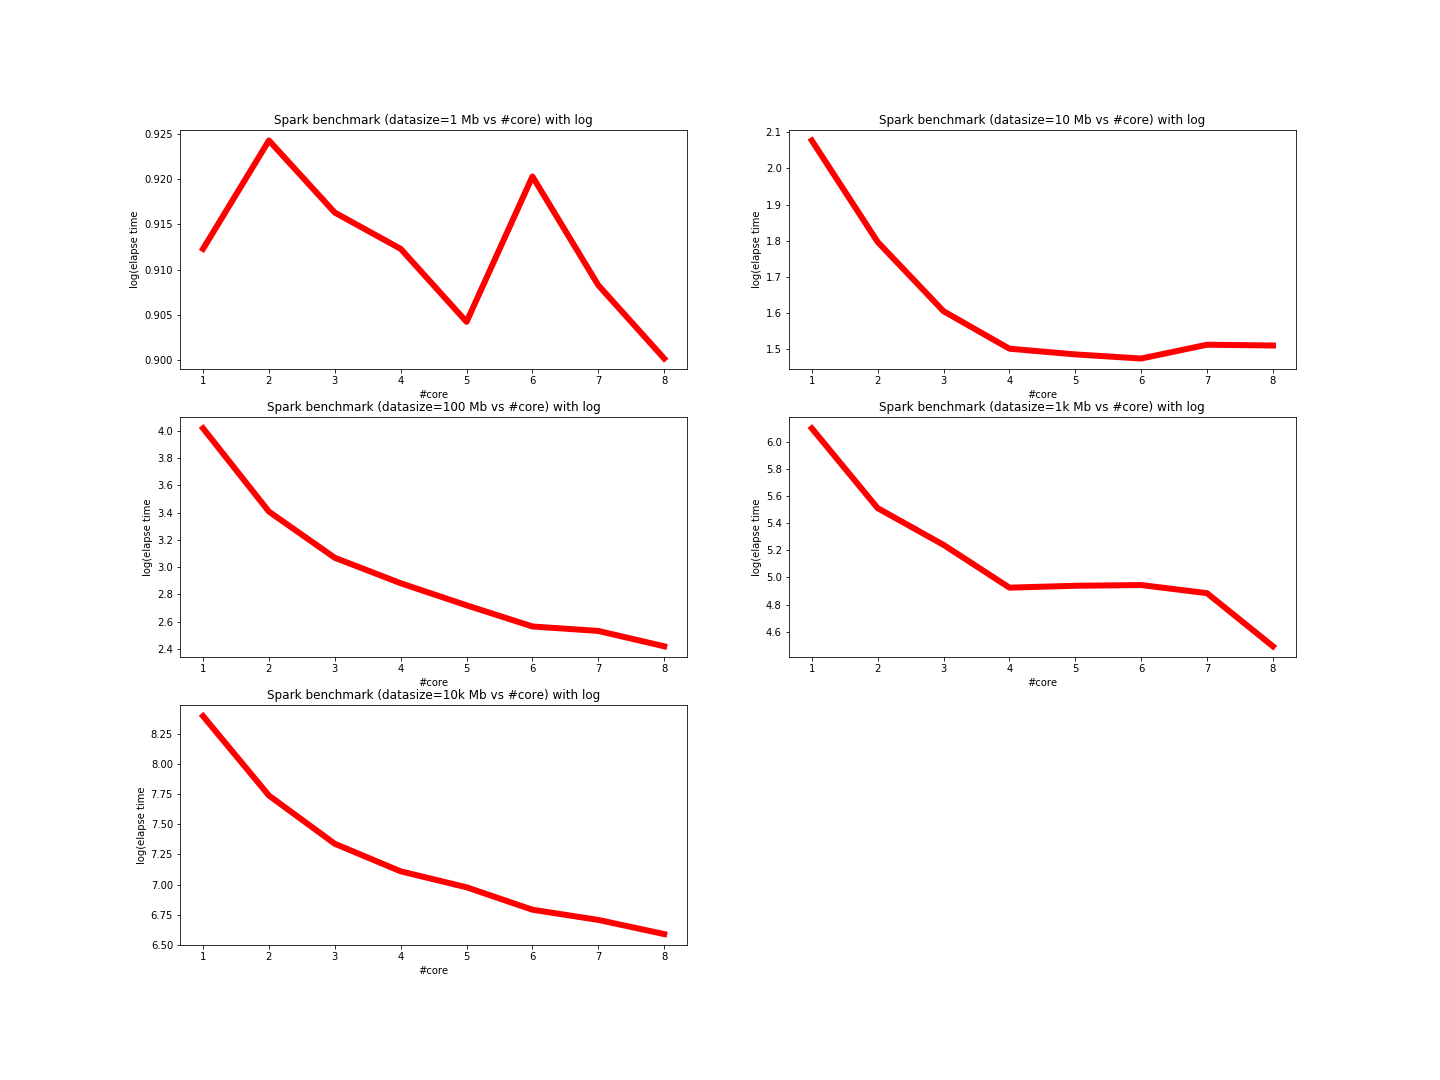 Spark benchmark (datasize=1 Mb vs #core) with log
0.925
0.920
0.915
0.910
0.905
0.900
log(elapse time
1 2 3 4 5 6 7 8
#core
Spark benchmark (datasize=10 Mb vs #core) with log
2.1
2.0
1.9
1.8
1.7
1.6
1.5
log(elapse time
1 2 3 4 5 6 7 8
#core
Spark benchmark (datasize=100 Mb vs #core) with log
4.0
3.8
3.6
3.4
3.2
3.0
2.8
2.6
2.4
log(elapse time
1 2 3 4 5 6 7 8
#core
Spark benchmark (datasize=1k Mb vs #core) with log
6.0
5.8
5.6
5.4
5.2
5.0
4.8
4.6
log(elapse time
1 2 3 4 5 6 7 8
#core
Spark benchmark (datasize=10k Mb vs #core) with log
8.25
8.00
7.75
7.50
7.25
7.00
6.75
6.50
log(elapse time
1 2 3 4 5 6 7 8
#core